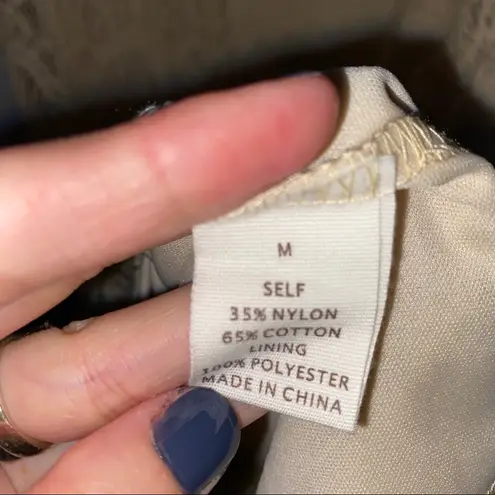 M
SELF
35% NYLON
65% COTTON
LINING
100% POLYESTER
MADE IN CHINA